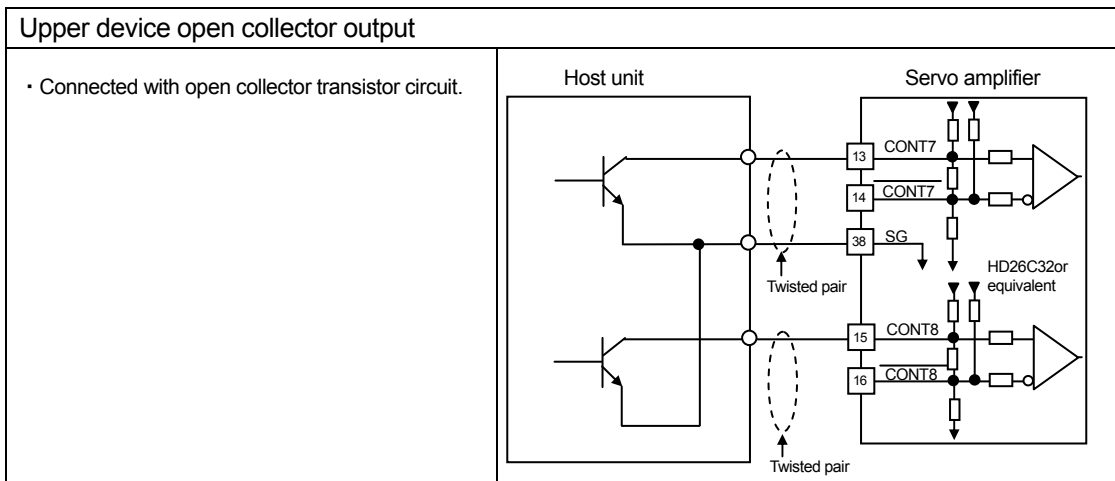 Upper device open collector output
・Connected with open collector transistor circuit.
Host unit
Servo amplifier
13 CONT7
14 CONT7
38 SG
Twisted pair
HD26C32or
equivalent
15 CONT8
16 CONT8
Twisted pair